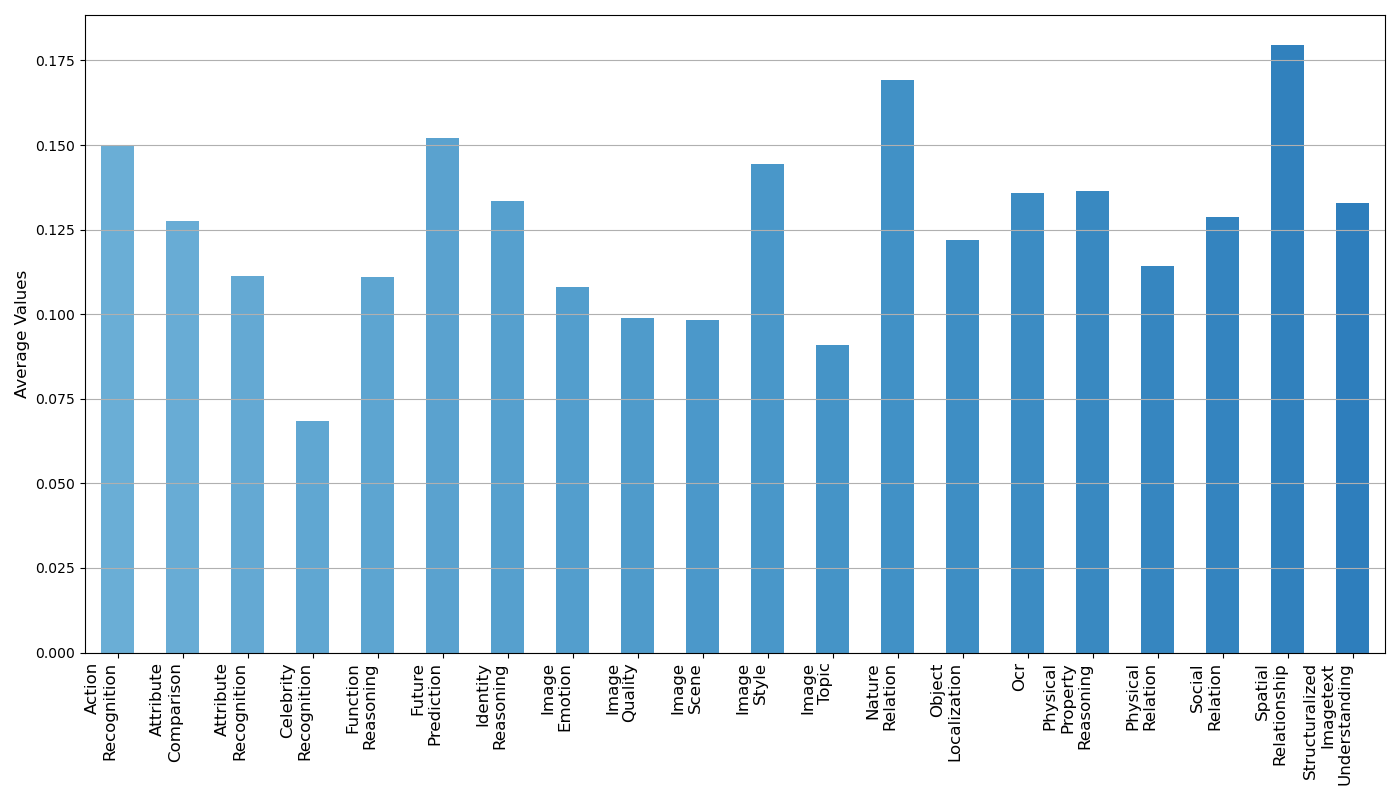 0.175
0.150
0.125
0.100
0.075
0.050
0.025
0.000
Average Values
Action
Recognition
Attribute
Comparison
Attribute
Recognition
Celebrity
Recognition
Function
Reasoning
Future
Prediction
Identity
Reasoning
Image
Emotion
Image
Quality
Image
Scene
Image
Style
Image
Topic
Nature
Relation
Object
Localization
Ocr
Physical
Property
Reasoning
Physical
Relation
Social
Relation
Spatial
Relationship
Structuralized
Imagetext
Understanding